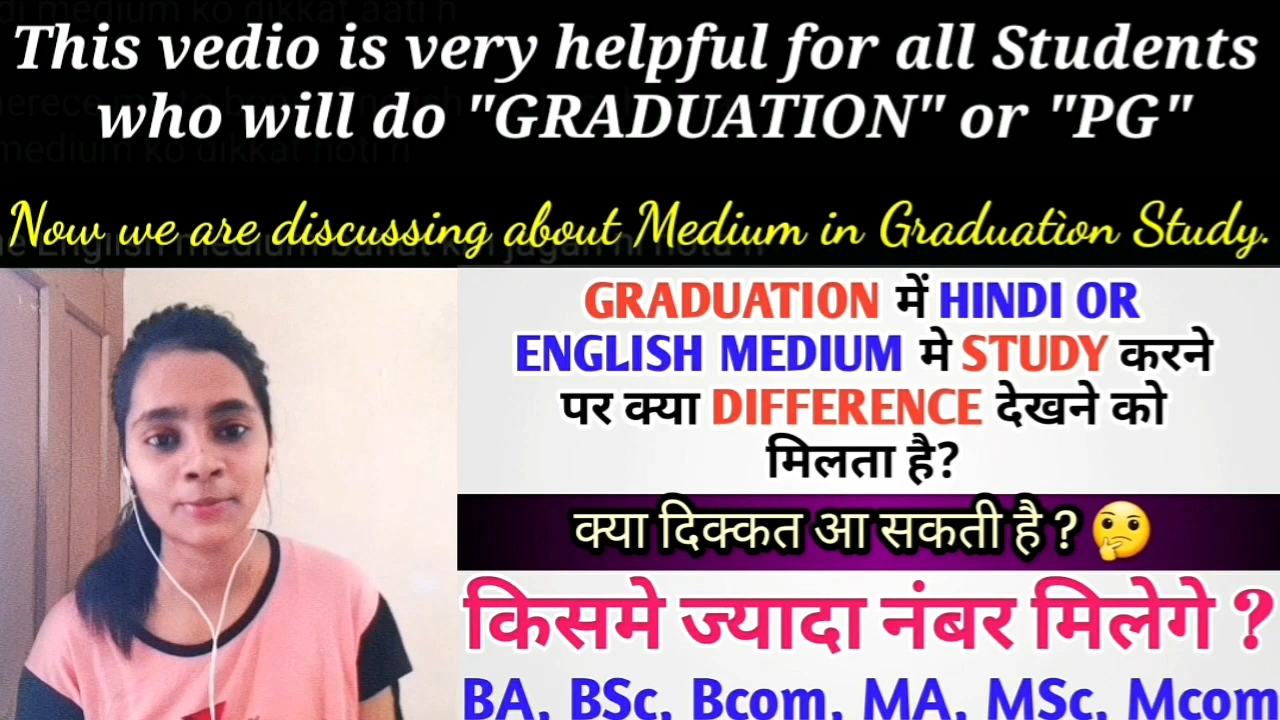 This vedio is very helpful for all Students
who will do "GRADUATION" or "PG"
Now we are discussing about Medium in Graduation Study.
GRADUATION में HINDI OR
ENGLISH MEDIUM मे STUDY करने
पर क्या DIFFERENCE देखने को
मिलता है?
क्या दिक्कत आ सकती है ? 🤔
किसमे ज्यादा नंबर मिलेगे ?
BA, BSc, Bcom, MA, MSc, Mcom